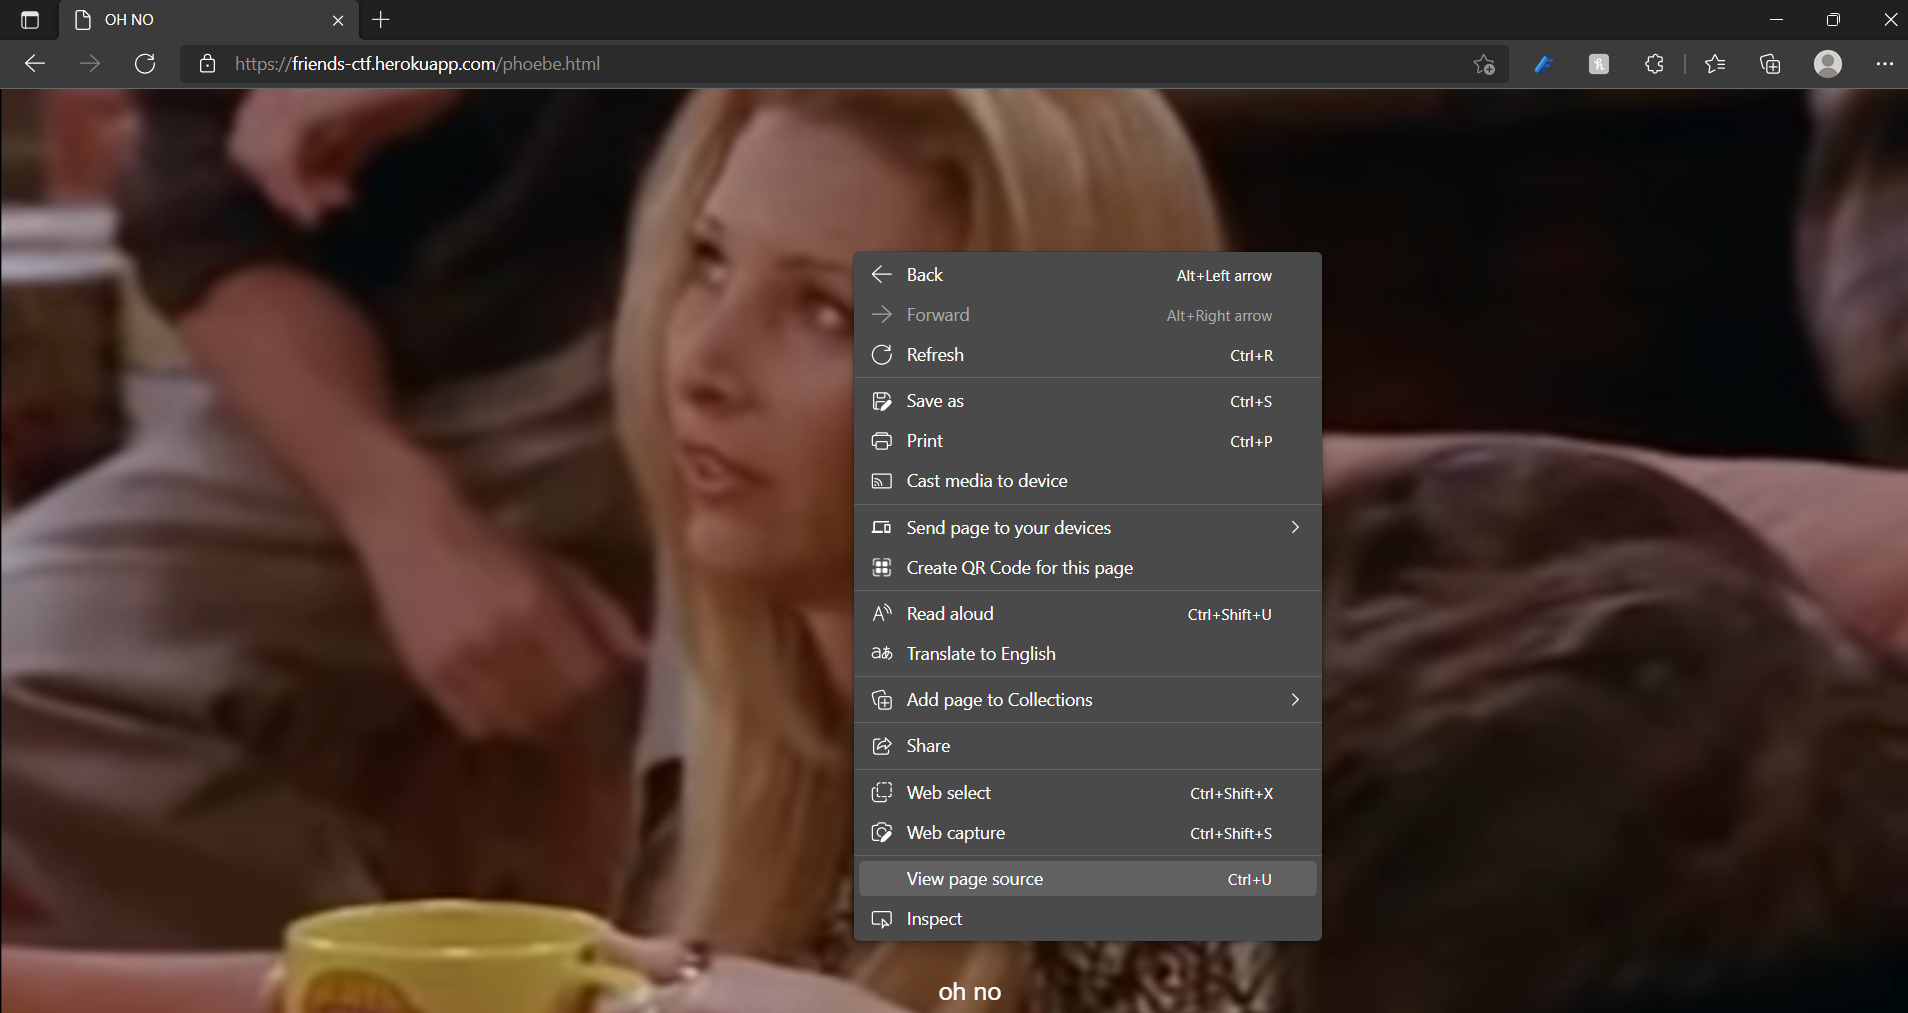 OH NO
https://friends-ctf.herokuapp.com/phoebe.html
Back Alt+Left arrow
Forward Alt+Right arrow
Refresh Ctrl+R
Save as Ctrl+S
Print Ctrl+P
Cast media to device
Send page to your devices
Create QR Code for this page
Read aloud Ctrl+Shift+U
Translate to English
Add page to Collections
Share
Web select Ctrl+Shift+X
Web capture Ctrl+Shift+S
View page source Ctrl+U
Inspect
oh no